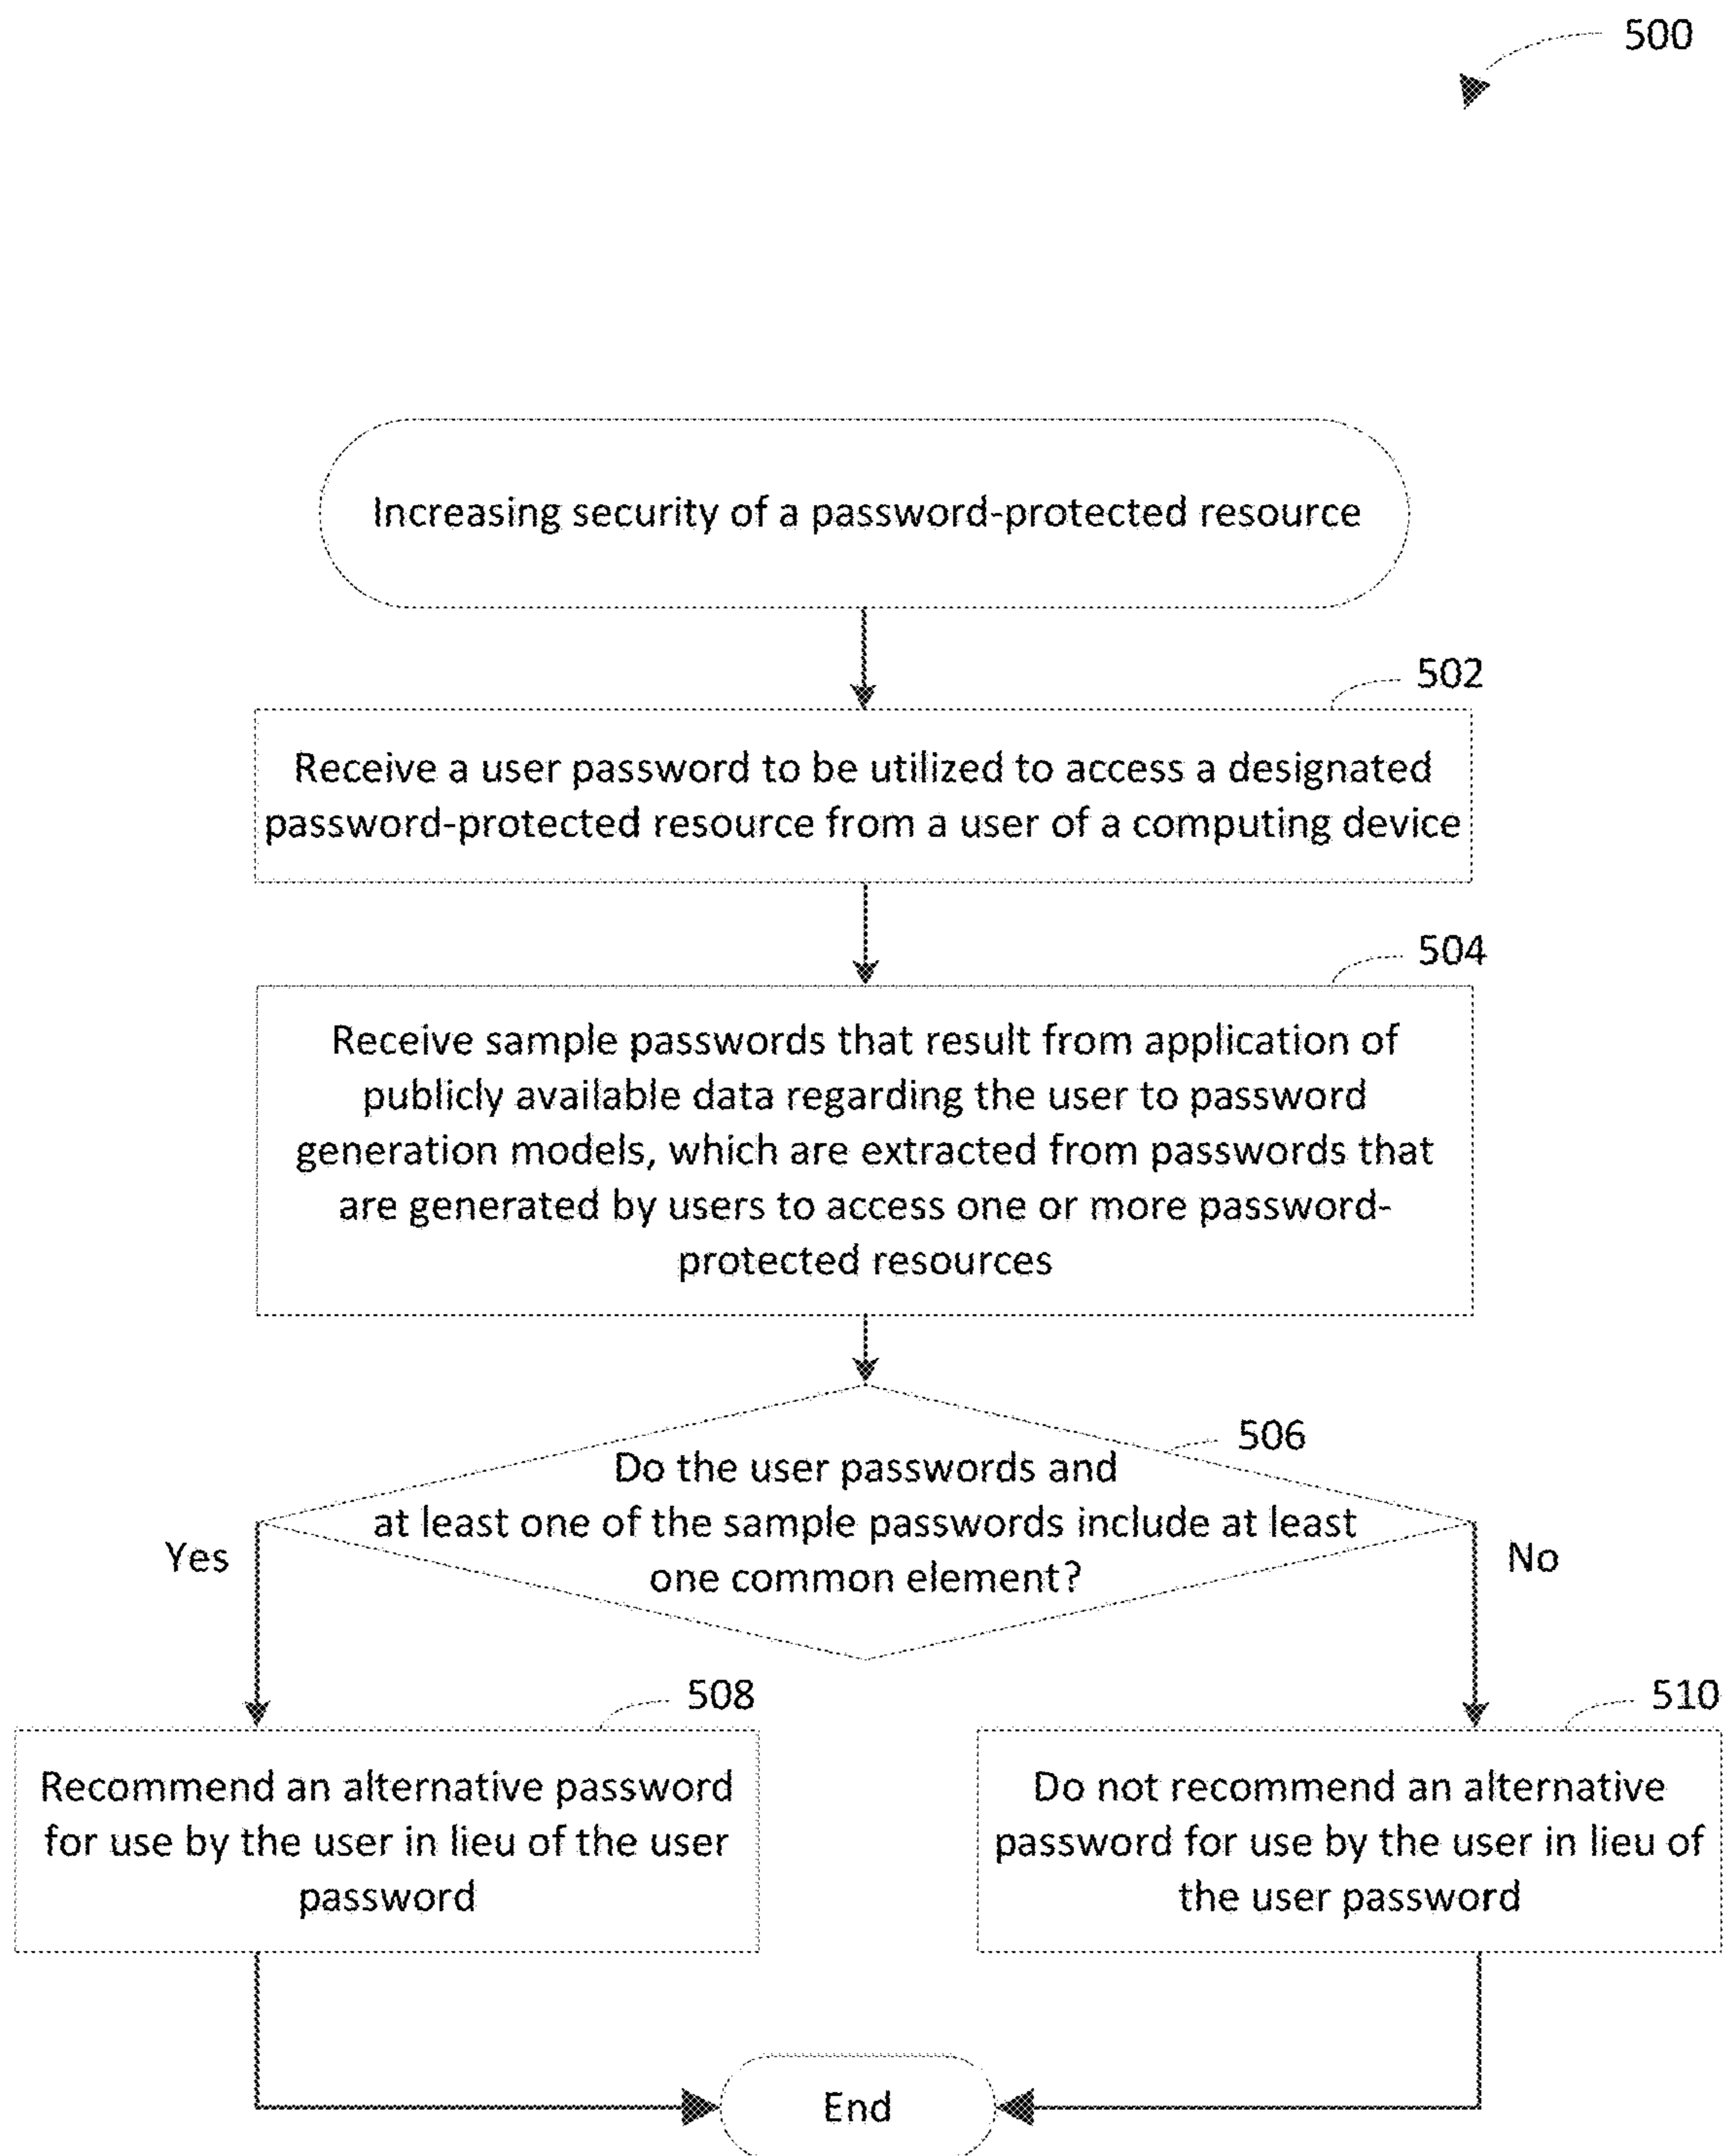 500
Increasing security of a password-protected resource
502
Receive a user password to be utilized to access a designated
password-protected resource from a user of a computing device
504
Receive sample passwords that result from application of
publicly available data regarding the user to password
generation models, which are extracted from passwords that
are generated by users to access one or more password-
protected resources
506
Do the user passwords and
at least one of the sample passwords include at least
one common element?
Yes
No
508
Recommend an alternative password
for use by the user in lieu of the user
password
510
Do not recommend an alternative
password for use by the user in lieu of
the user password
End